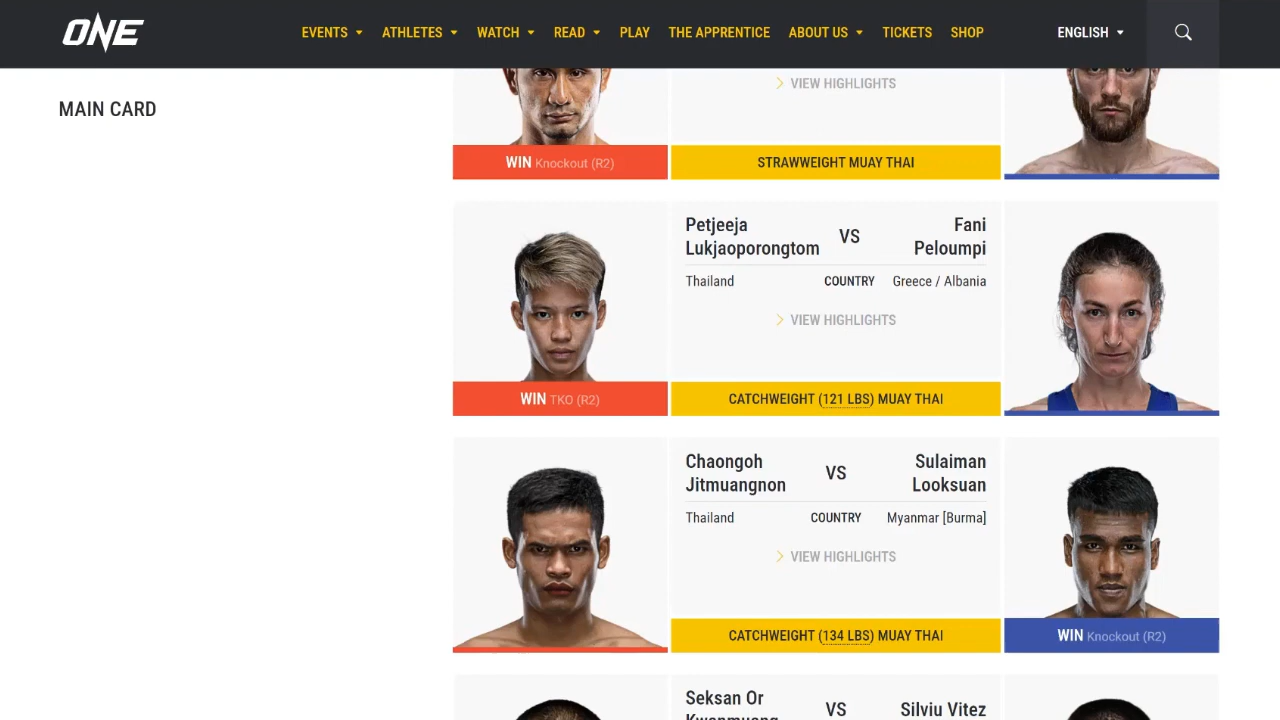 ONE
EVENTS
ATHLETES
WATCH
READ
PLAY
THE APPRENTICE
ABOUT US
TICKETS
SHOP
ENGLISH
MAIN CARD
VIEW HIGHLIGHTS
WIN Knockout (R2)
STRAWWEIGHT MUAY THAI
Petjeeja
Lukjaoporongtom
VS
Fani
Peloumpi
Thailand
COUNTRY
Greece / Albania
VIEW HIGHLIGHTS
WIN TKO (R2)
CATCHWEIGHT (121 LBS) MUAY THAI
Chaongoh
Jitmuangnon
VS
Sulaiman
Looksuan
Thailand
COUNTRY
Myanmar [Burma]
VIEW HIGHLIGHTS
CATCHWEIGHT (134 LBS) MUAY THAI
WIN Knockout (R2)
Seksan Or
Kwanmuang
VS
Silviu Vitez